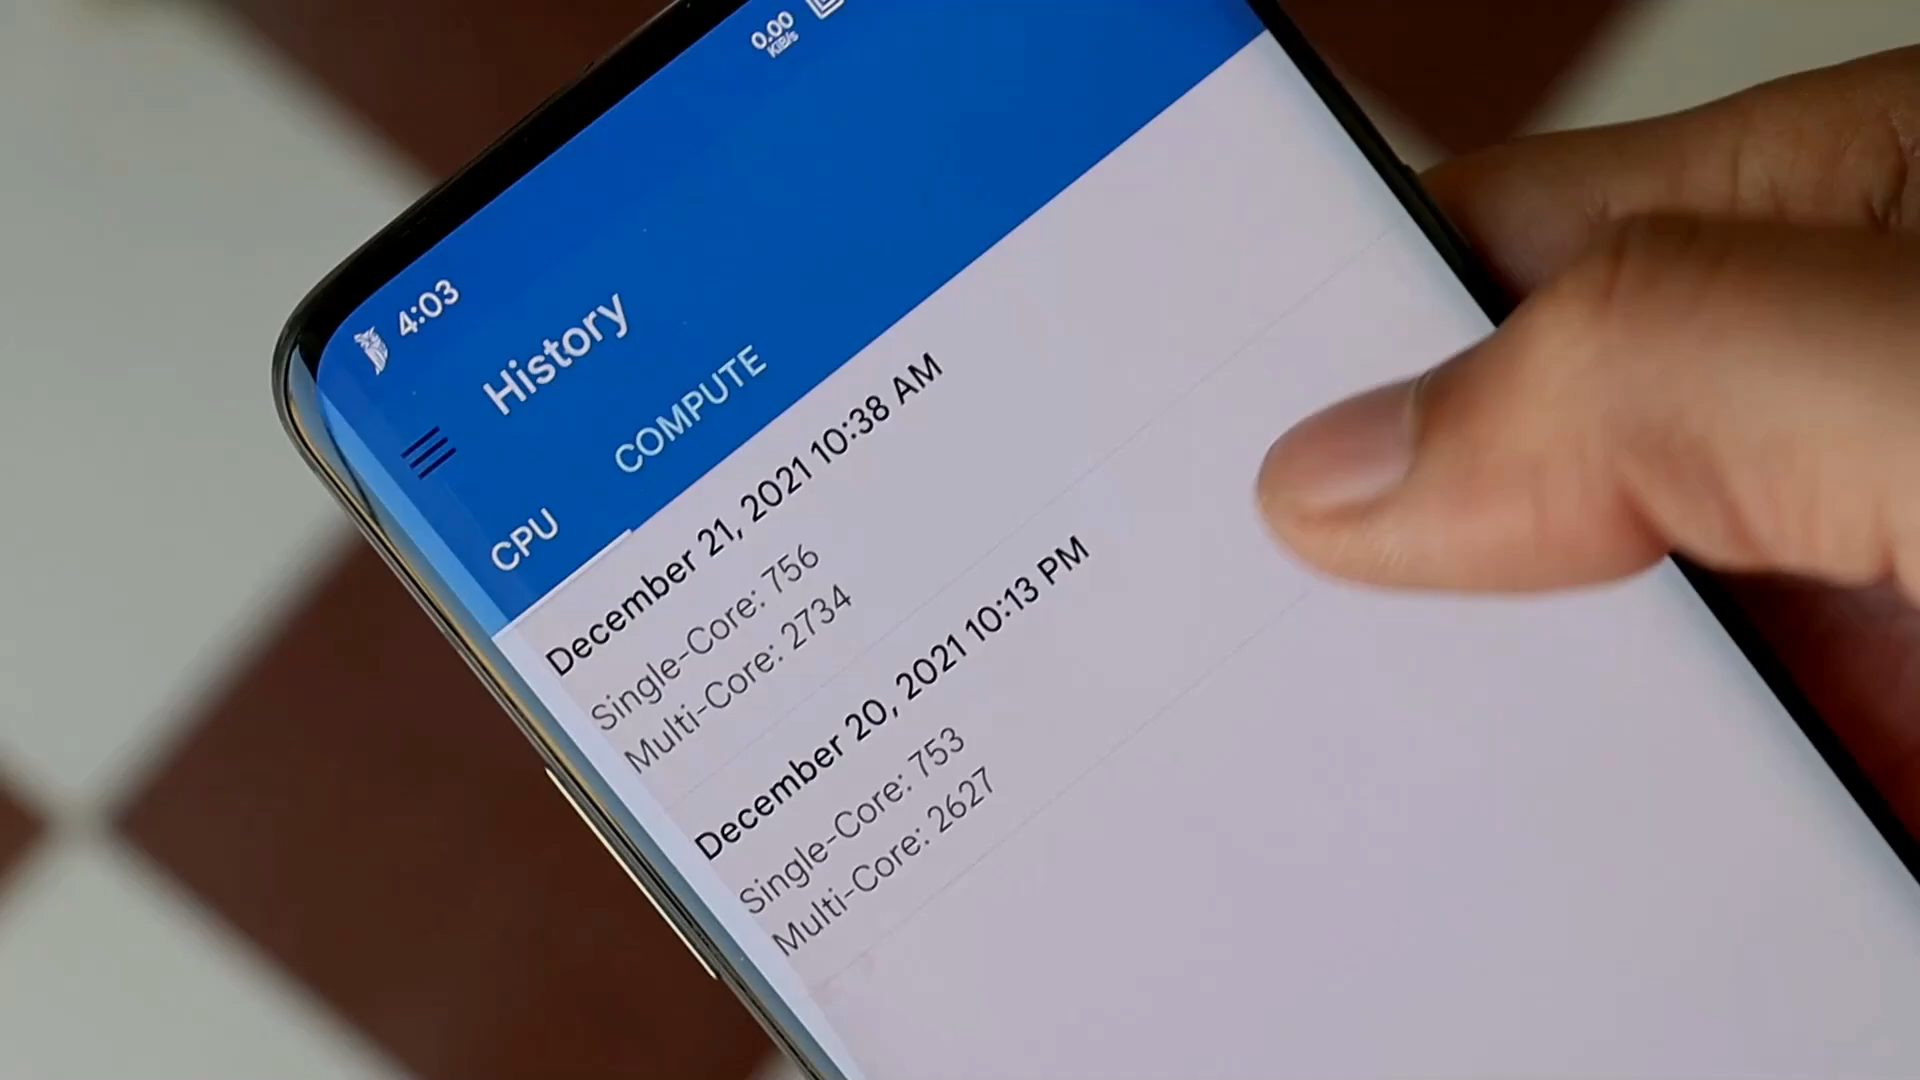 4:03
0.00
KiB/s
History
CPU
COMPUTE
December 21, 2021 10:38 AM
Single-Core: 756
Multi-Core: 2734
December 20, 2021 10:13 PM
Single-Core: 753
Multi-Core: 2627